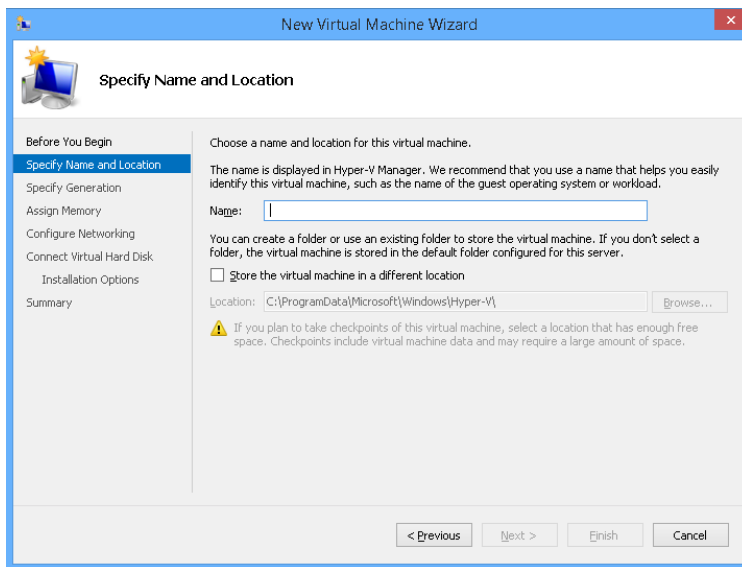 New Virtual Machine Wizard
Specify Name and Location
Before You Begin
Specify Name and Location
Specify Generation
Assign Memory
Configure Networking
Connect Virtual Hard Disk
Installation Options
Summary
Choose a name and location for this virtual machine.
The name is displayed in Hyper-V Manager. We recommend that you use a name that helps you easily
identify this virtual machine, such as the name of the guest operating system or workload.
Name:
You can create a folder or use an existing folder to store the virtual machine. If you don't select a
folder, the virtual machine is stored in the default folder configured for this server.
Store the virtual machine in a different location
Location: C:\ProgramData\Microsoft\Windows\Hyper-V\ Browse...
If you plan to take checkpoints of this virtual machine, select a location that has enough free
space. Checkpoints include virtual machine data and may require a large amount of space.
< Previous Next > Finish Cancel